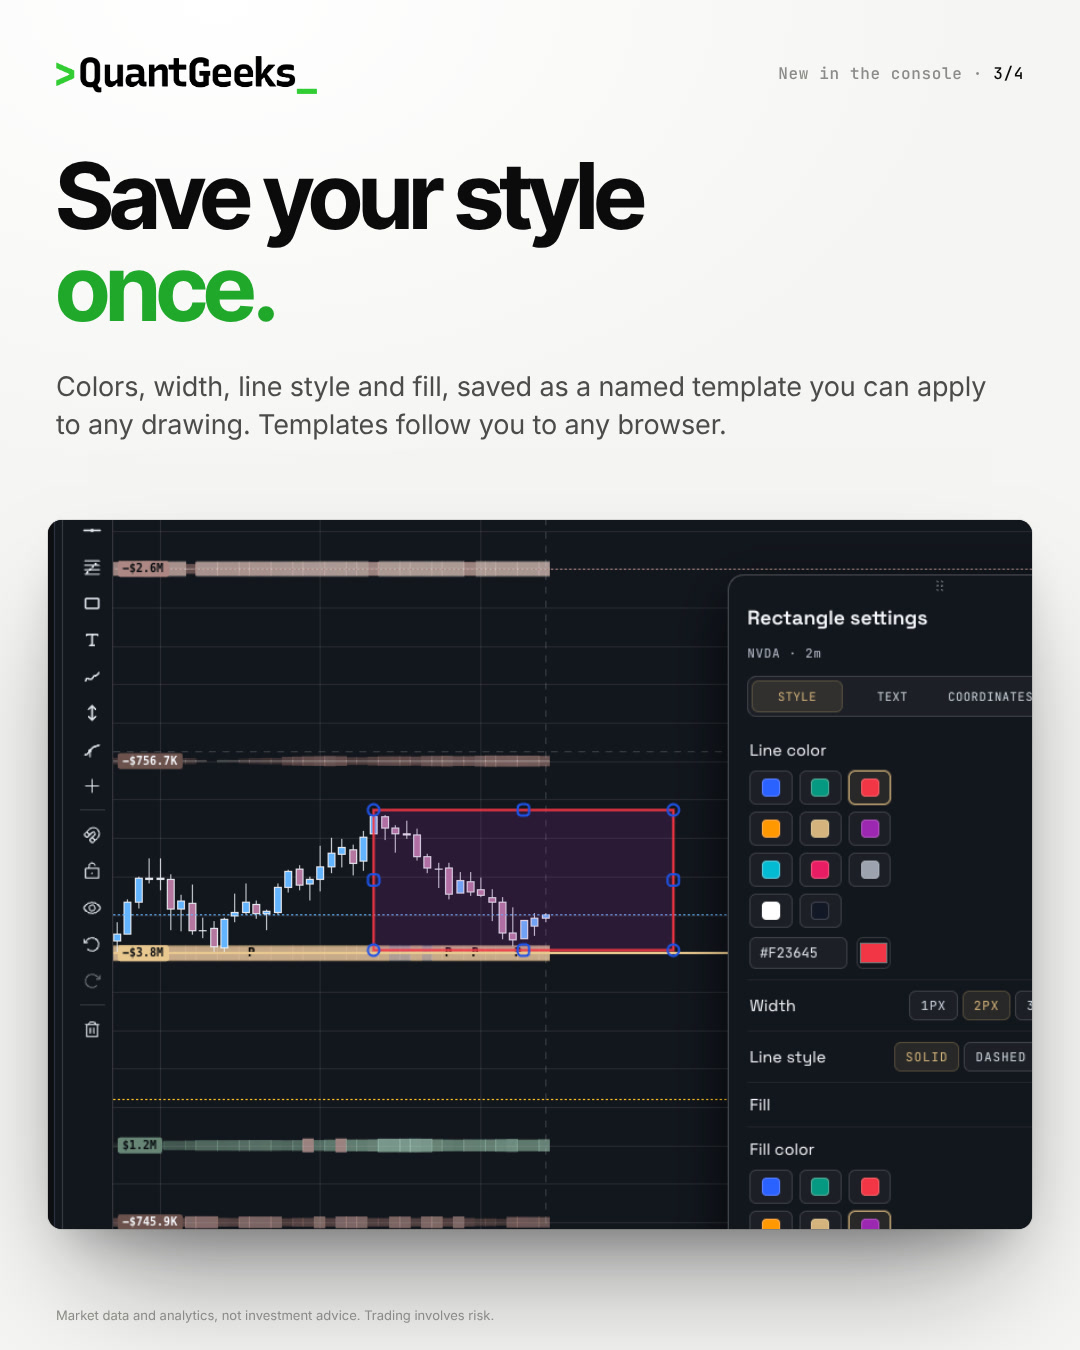 >QuantGeeks_
New in the console · 3/4
Save your style
once.
Colors, width, line style and fill, saved as a named template you can apply
to any drawing. Templates follow you to any browser.
−$2.6M
−$756.7K
−$3.8M
$1.2M
−$745.9K
Rectangle settings
NVDA · 2m
STYLE TEXT COORDINATES
Line color
#F23645
Width 1PX 2PX 3
Line style SOLID DASHED
Fill
Fill color
Market data and analytics, not investment advice. Trading involves risk.